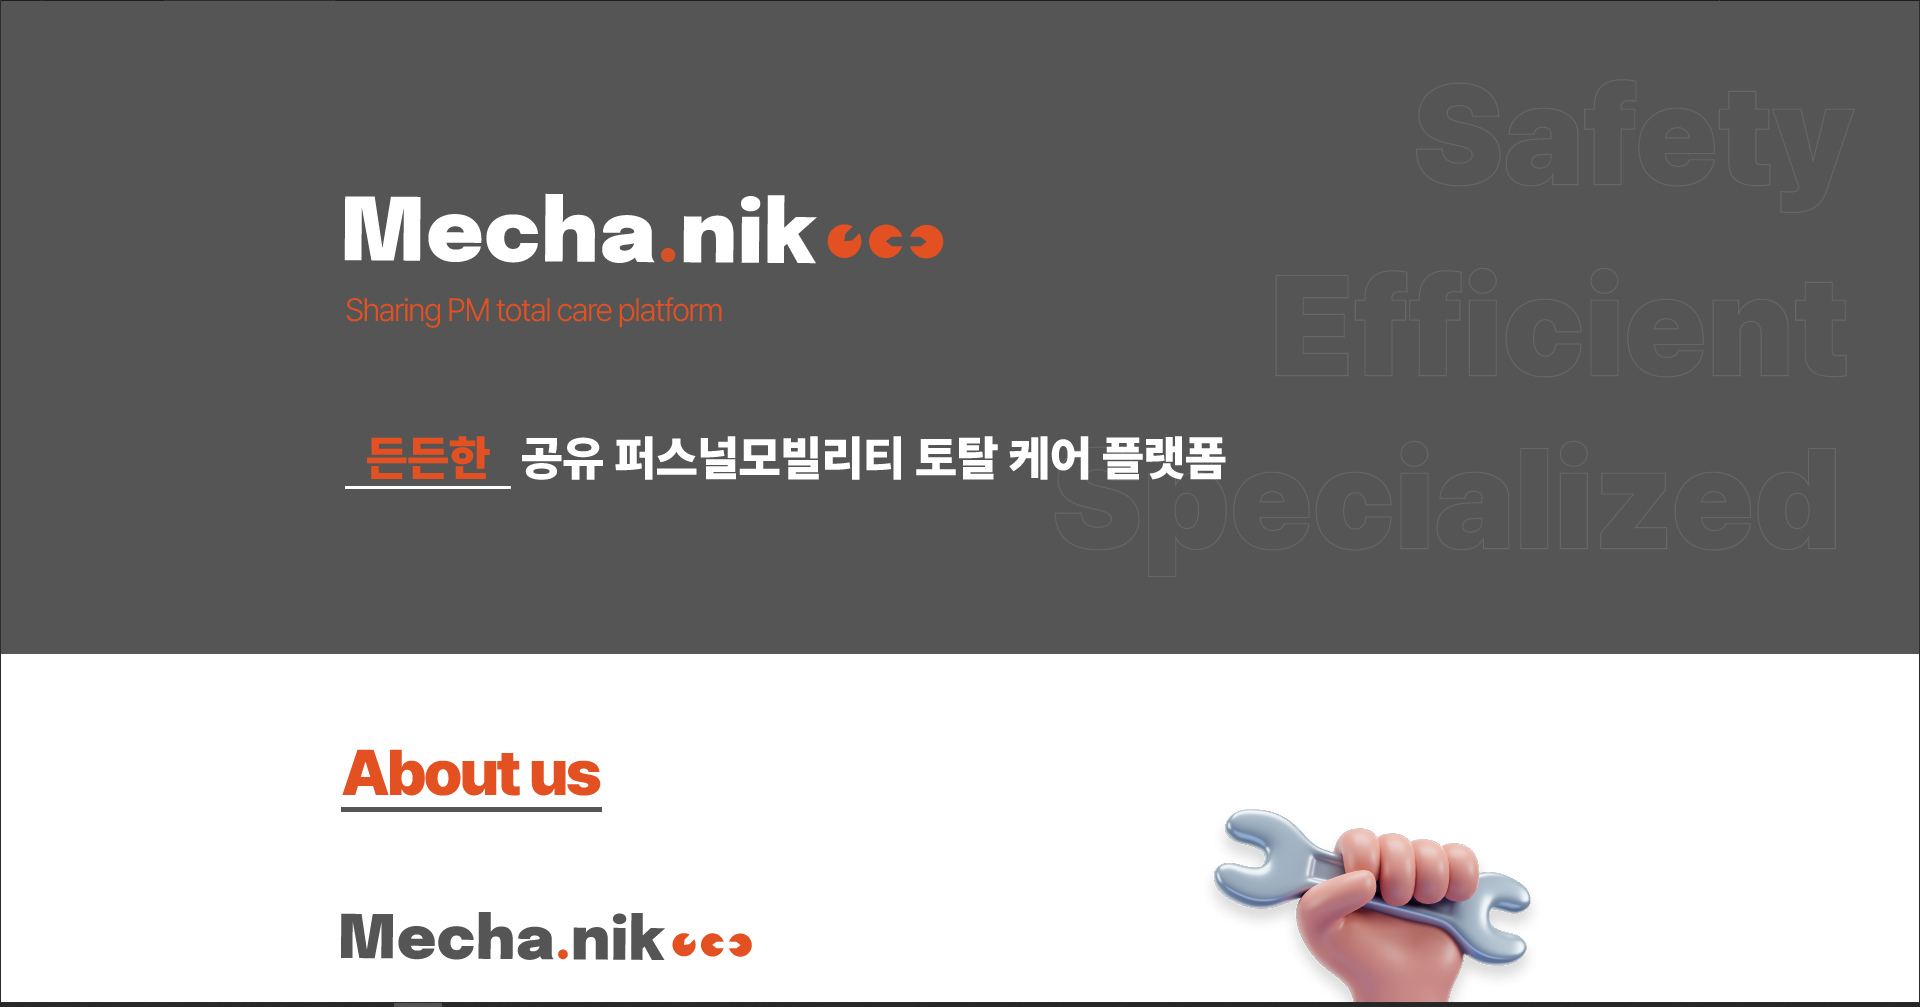 Safety
Mecha.nik
Sharing PM total care platform
Efficient
든든한 공유 퍼스널모빌리티 토탈 케어 플랫폼
Specialized
About us
Mecha.nik